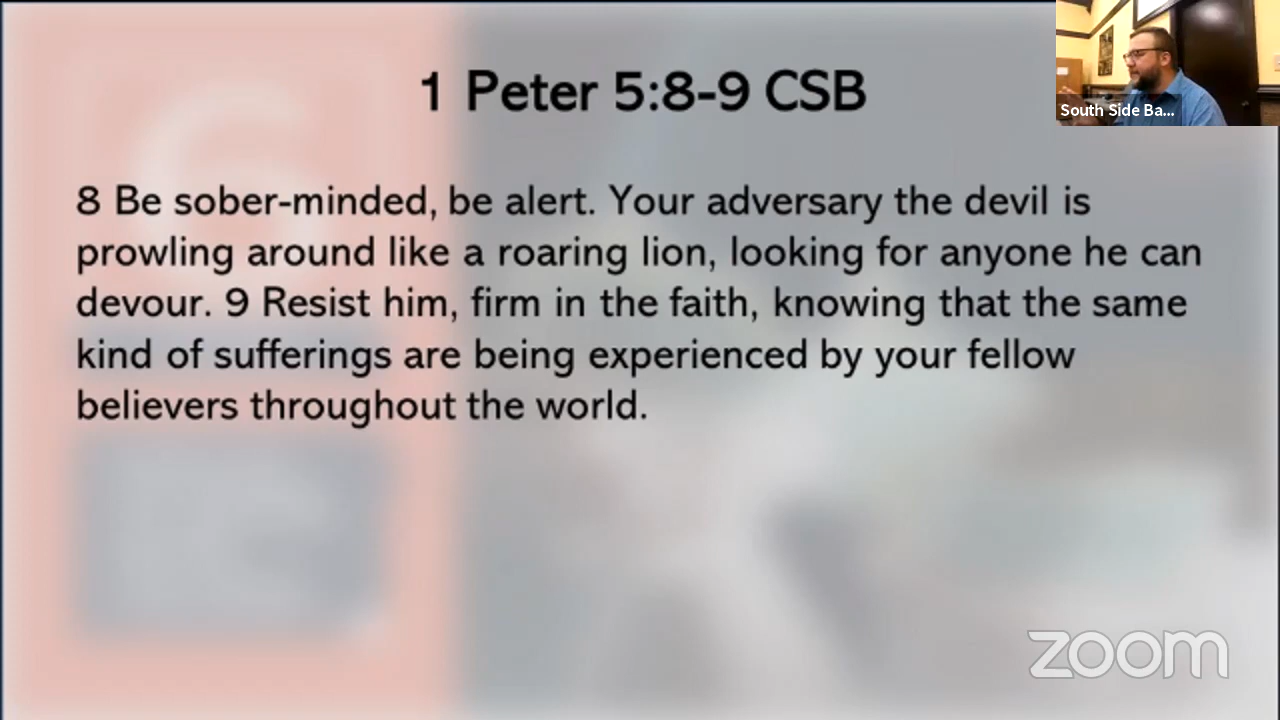 1 Peter 5:8-9 CSB
South Side Ba...
8 Be sober-minded, be alert. Your adversary the devil is
prowling around like a roaring lion, looking for anyone he can
devour. 9 Resist him, firm in the faith, knowing that the same
kind of sufferings are being experienced by your fellow
believers throughout the world.
zoom